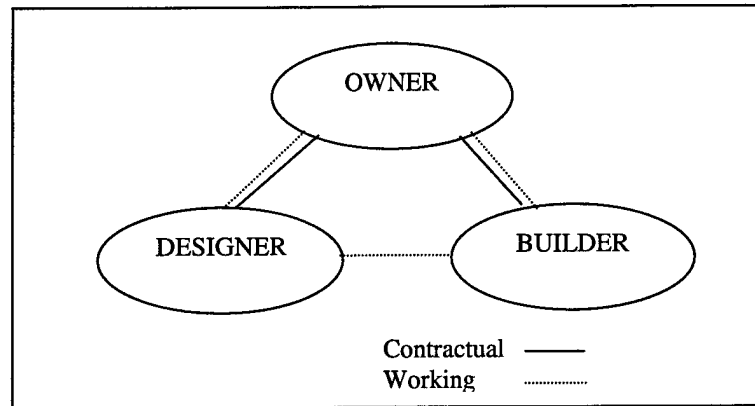 OWNER
DESIGNER
BUILDER
Contractual
Working